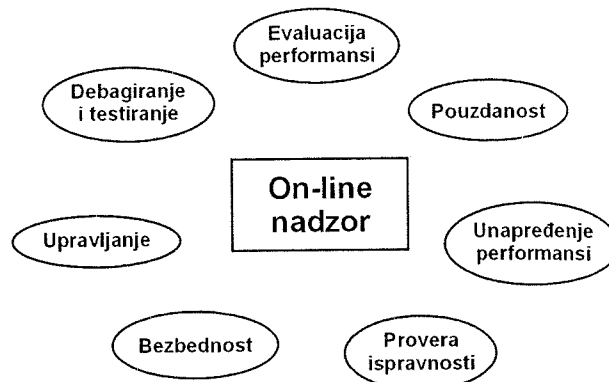 Evaluacija
performansi
Debagiranje
i testiranje
Pouzdanost
On-line
nadzor
Upravljanje
Unapređenje
performansi
Bezbednost
Provera
ispravnosti